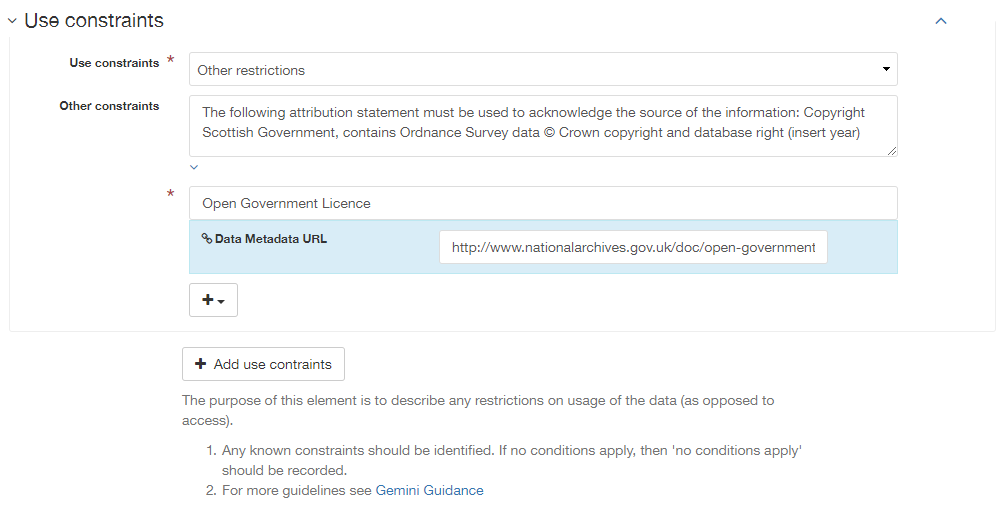 Use constraints
Use constraints *
Other restrictions
Other constraints
The following attribution statement must be used to acknowledge the source of the information: Copyright
Scottish Government, contains Ordnance Survey data © Crown copyright and database right (insert year)
*
Open Government Licence
Data Metadata URL
http://www.nationalarchives.gov.uk/doc/open-government
+
+ Add use contraints
The purpose of this element is to describe any restrictions on usage of the data (as opposed to
access).
1. Any known constraints should be identified. If no conditions apply, then 'no conditions apply'
should be recorded.
2. For more guidelines see Gemini Guidance